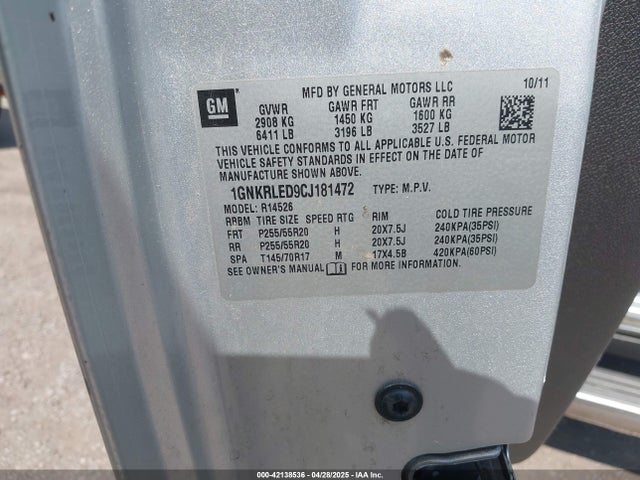 GM
MFD BY GENERAL MOTORS LLC 10/11
GVWR GAWR FRT GAWR RR
2908 KG 1450 KG 1600 KG
6411 LB 3196 LB 3527 LB
THIS VEHICLE CONFORMS TO ALL APPLICABLE U.S. FEDERAL MOTOR
VEHICLE SAFETY STANDARDS IN EFFECT ON THE DATE OF
MANUFACTURE SHOWN ABOVE.
1GNKRLED9CJ181472 TYPE: M.P.V.
MODEL: R14526
RPBM TIRE SIZE SPEED RTG RIM COLD TIRE PRESSURE
FRT P255/55R20 H 20X7.5J 240KPA(35PSI)
RR P255/55R20 H 20X7.5J 240KPA(35PSI)
SPA T145/70R17 M 17X4.5B 420KPA(60PSI)
SEE OWNER'S MANUAL FOR MORE INFORMATION.
000-42138536 04/28/2025 IAA Inc.